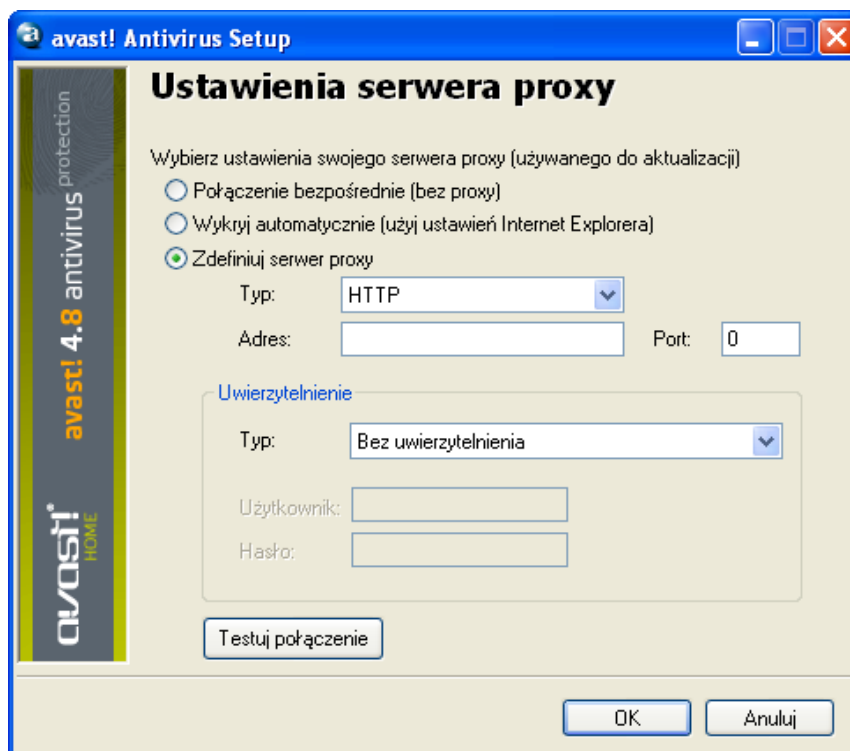 avast! Antivirus Setup
Ustawienia serwera proxy
Wybierz ustawienia swojego serwera proxy (używanego do aktualizacji)
Połączenie bezpośrednie (bez proxy)
Wykryj automatycznie (użyj ustawień Internet Explorera)
Zdefiniuj serwer proxy
Typ: HTTP
Adres: Port: 0
Uwierzytelnienie
Typ: Bez uwierzytelnienia
Użytkownik:
Hasło:
Testuj połączenie
OK Anuluj
avast! 4.8 antivirus protection
avast! HOME